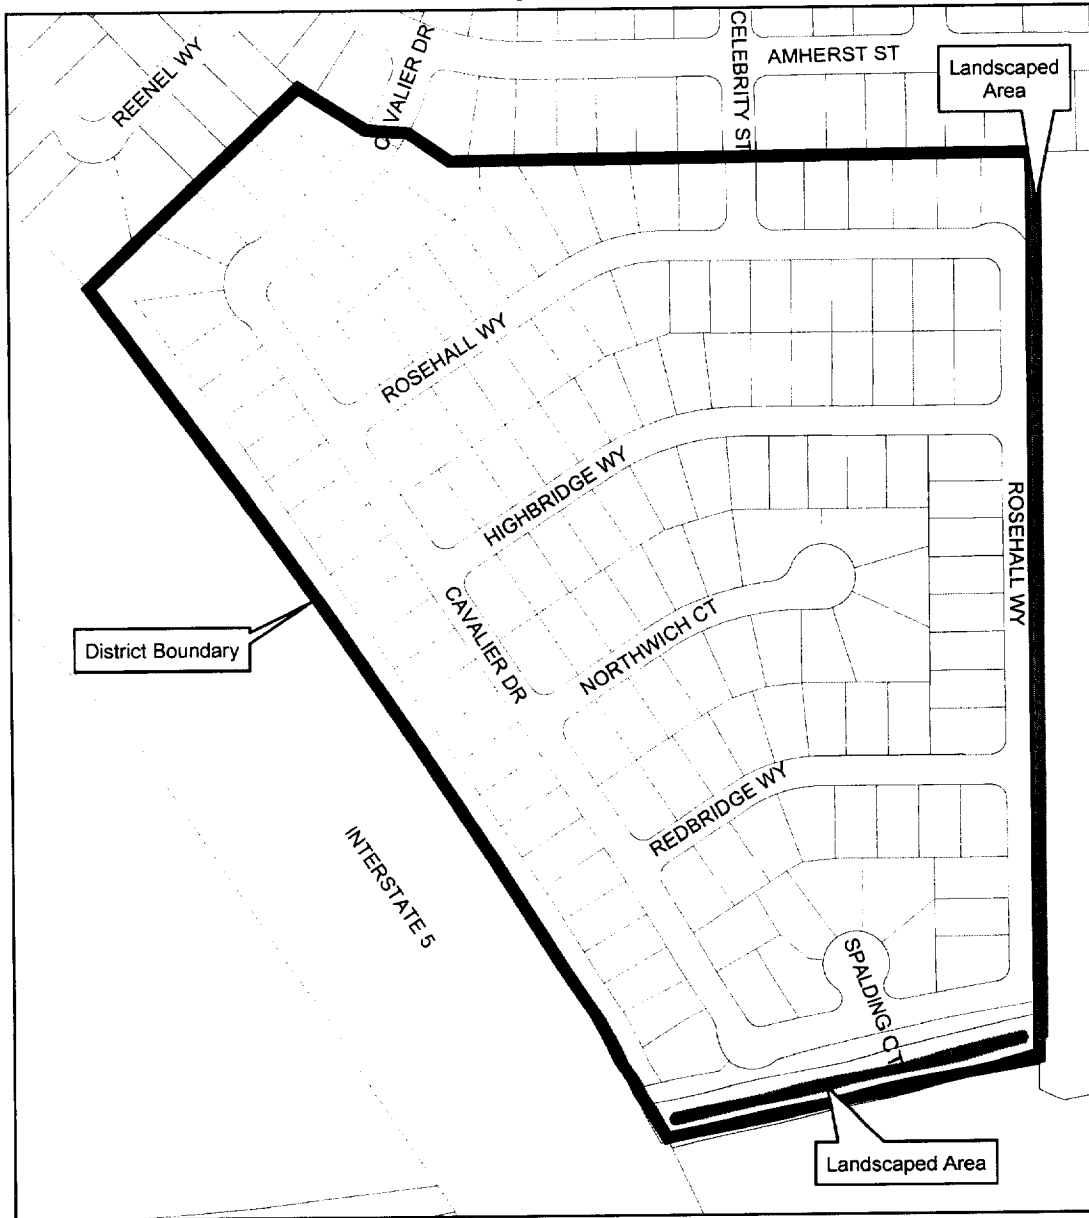 REENEL WY
CAVALIER DR
CELEBRITY ST
AMHERST ST
Landscaped
Area
ROSEHALL WY
HIGHBRIDGE WY
ROSEHALL WY
CAVALIER DR
NORTHWICH CT
District Boundary
REDBRIDGE WY
INTERSTATE 5
SPALDING CT
Landscaped Area